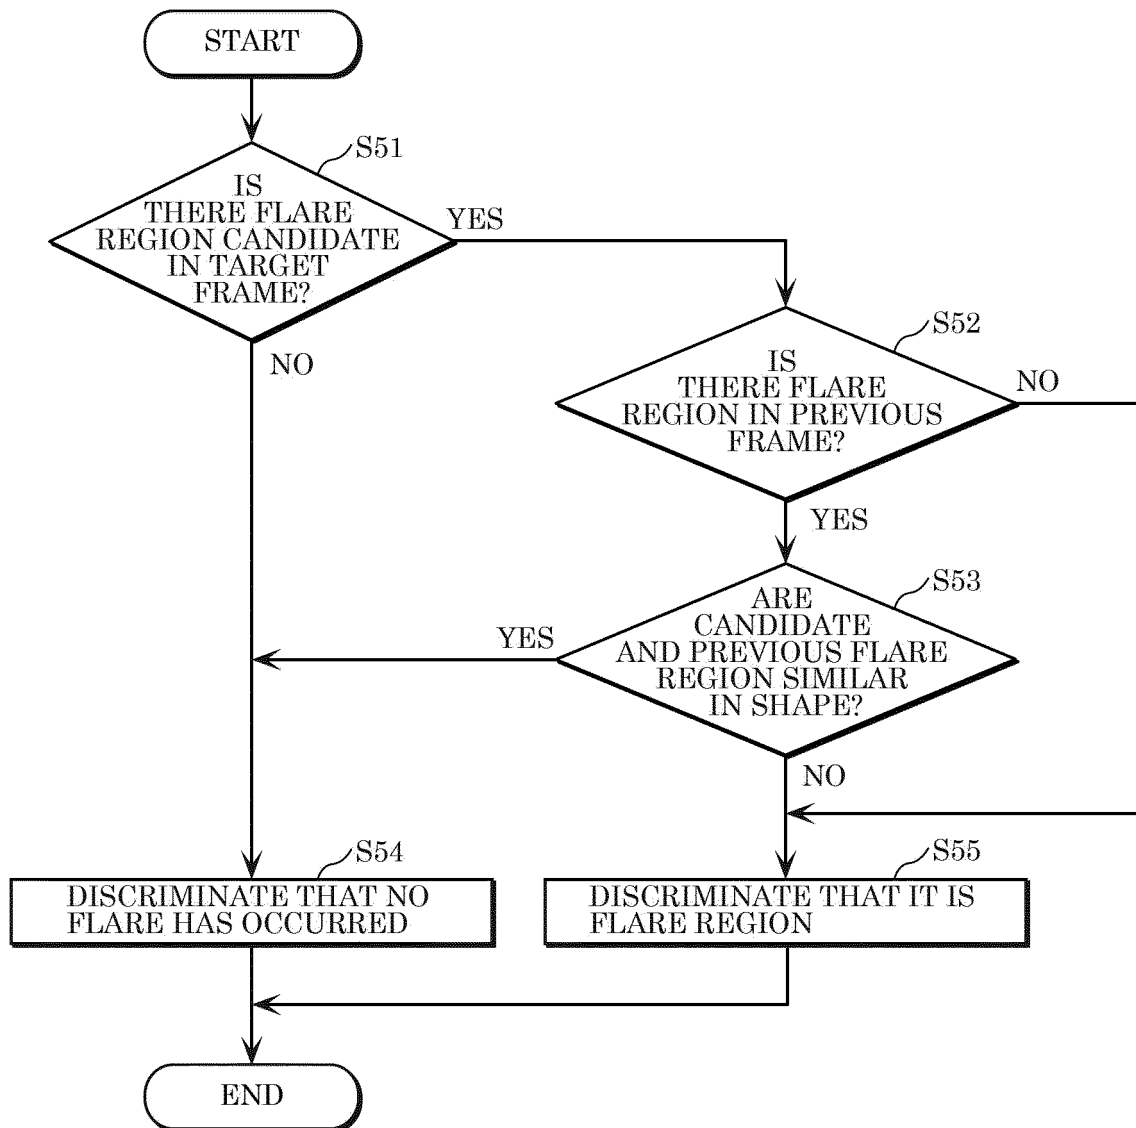 START
S51
IS
THERE FLARE
REGION CANDIDATE
IN TARGET
FRAME?
YES
NO
S52
IS
THERE FLARE
REGION IN PREVIOUS
FRAME?
NO
YES
S53
ARE
CANDIDATE
AND PREVIOUS FLARE
REGION SIMILAR
IN SHAPE?
YES
NO
S54
DISCRIMINATE THAT NO
FLARE HAS OCCURRED
S55
DISCRIMINATE THAT IT IS
FLARE REGION
END